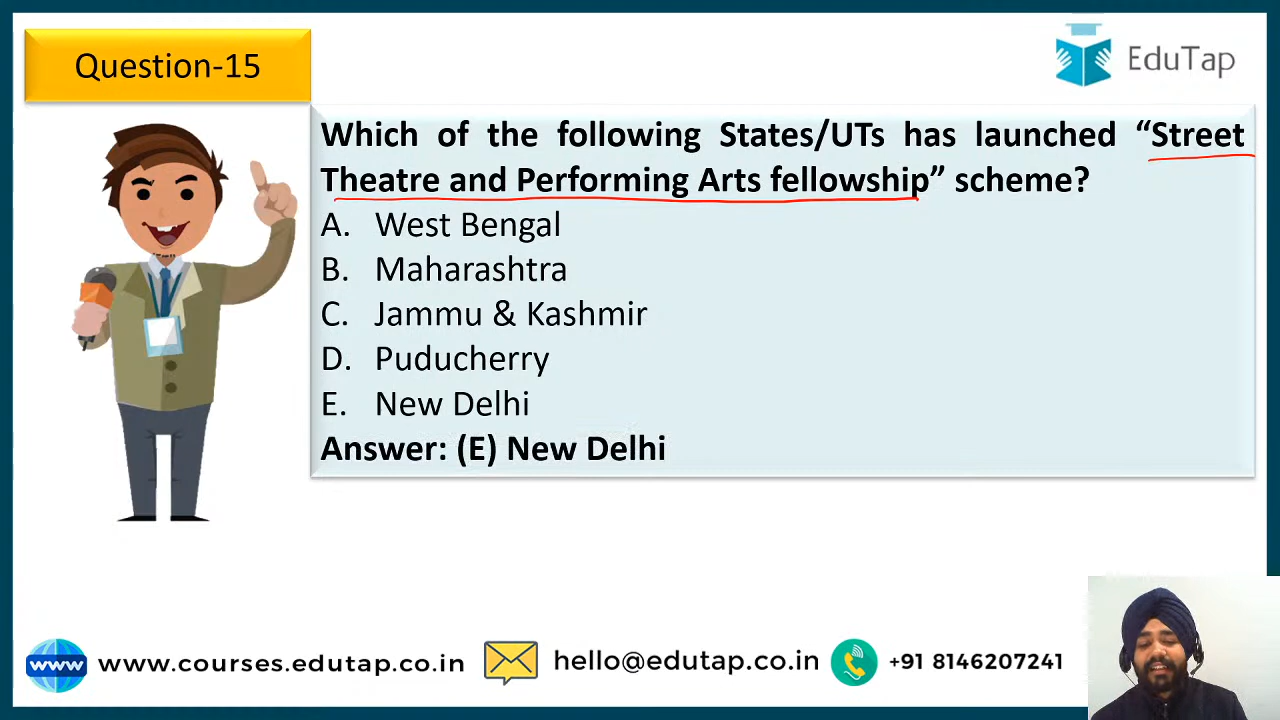 Question-15
EduTap
Which of the following States/UTs has launched “Street
Theatre and Performing Arts fellowship” scheme?
A. West Bengal
B. Maharashtra
C. Jammu & Kashmir
D. Puducherry
E. New Delhi
Answer: (E) New Delhi
www www.courses.edutap.co.in hello@edutap.co.in +91 8146207241